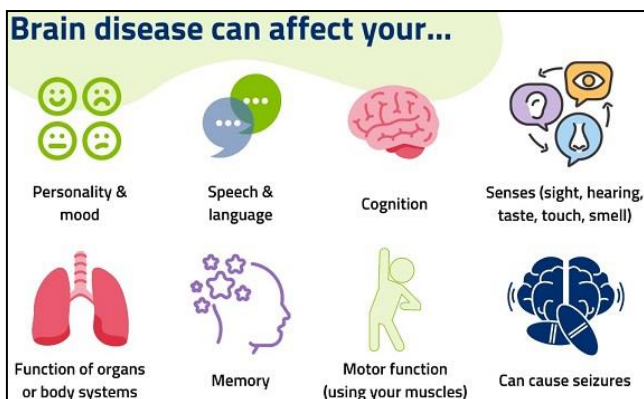 Brain disease can affect your...
Personality &
mood
Speech &
language
Cognition
Senses (sight, hearing,
taste, touch, smell)
Function of organs
or body systems
Memory
Motor function
(using your muscles)
Can cause seizures